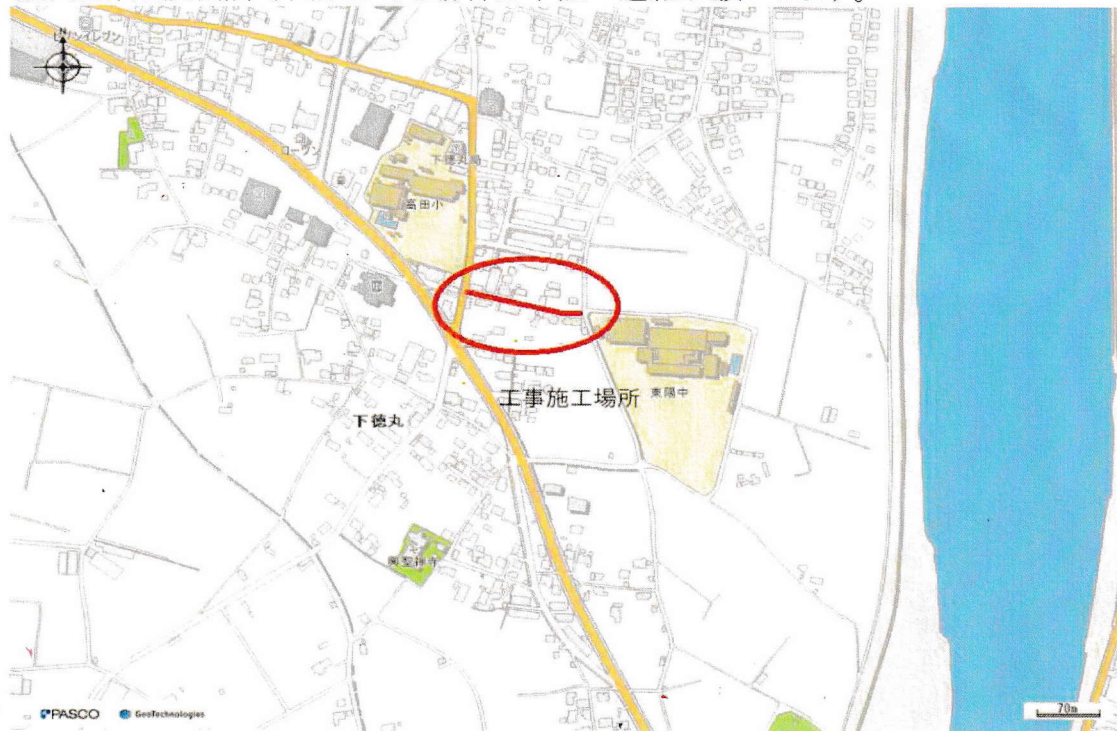 セブンイレブン
ローソン
下徳丸局
高田小
工事施工場所
東陽中
下徳丸
PASCO
GeoTechnologies
70m